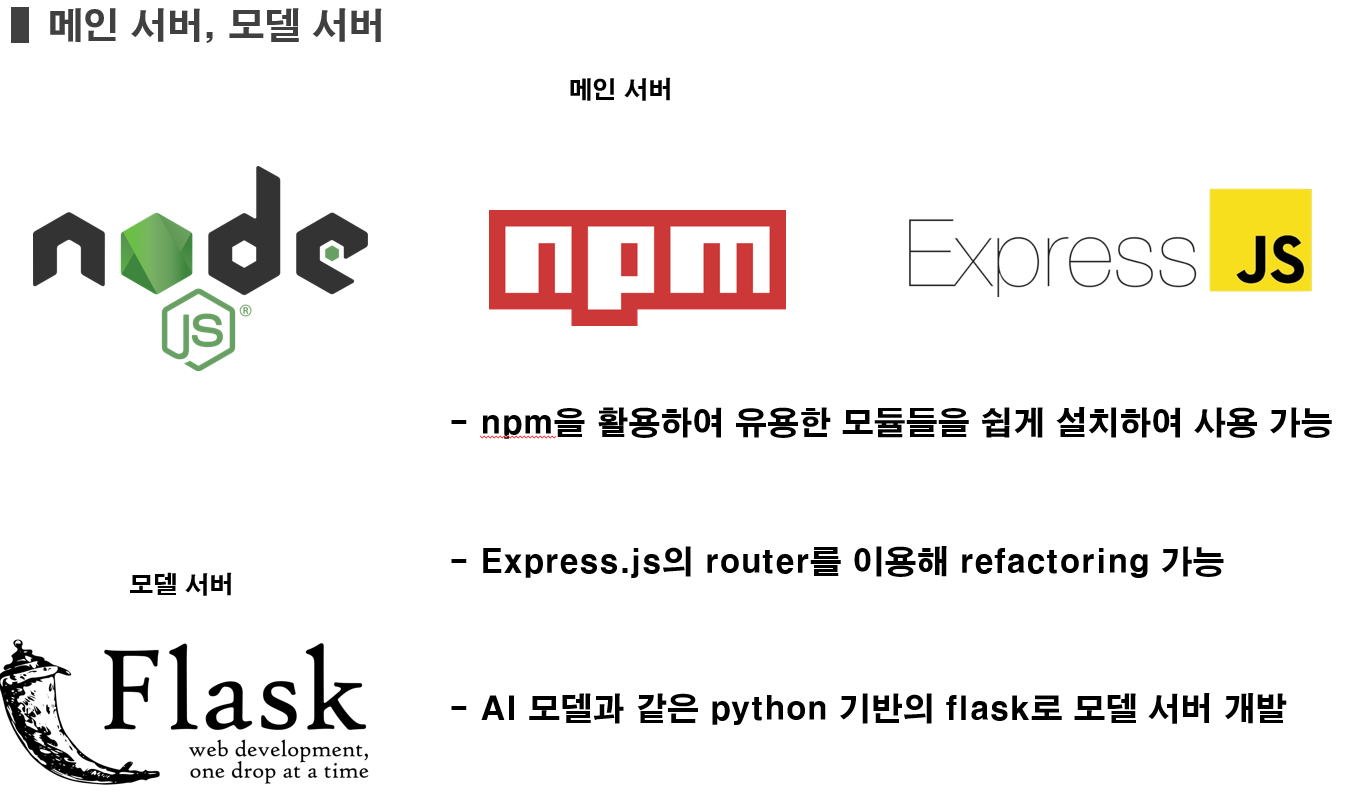 메인 서버, 모델 서버
메인 서버
node
JS®
npm
Express JS
- npm을 활용하여 유용한 모듈들을 쉽게 설치하여 사용 가능
- Express.js의 router를 이용해 refactoring 가능
모델 서버
Flask
web development,
one drop at a time
- AI 모델과 같은 python 기반의 flask로 모델 서버 개발